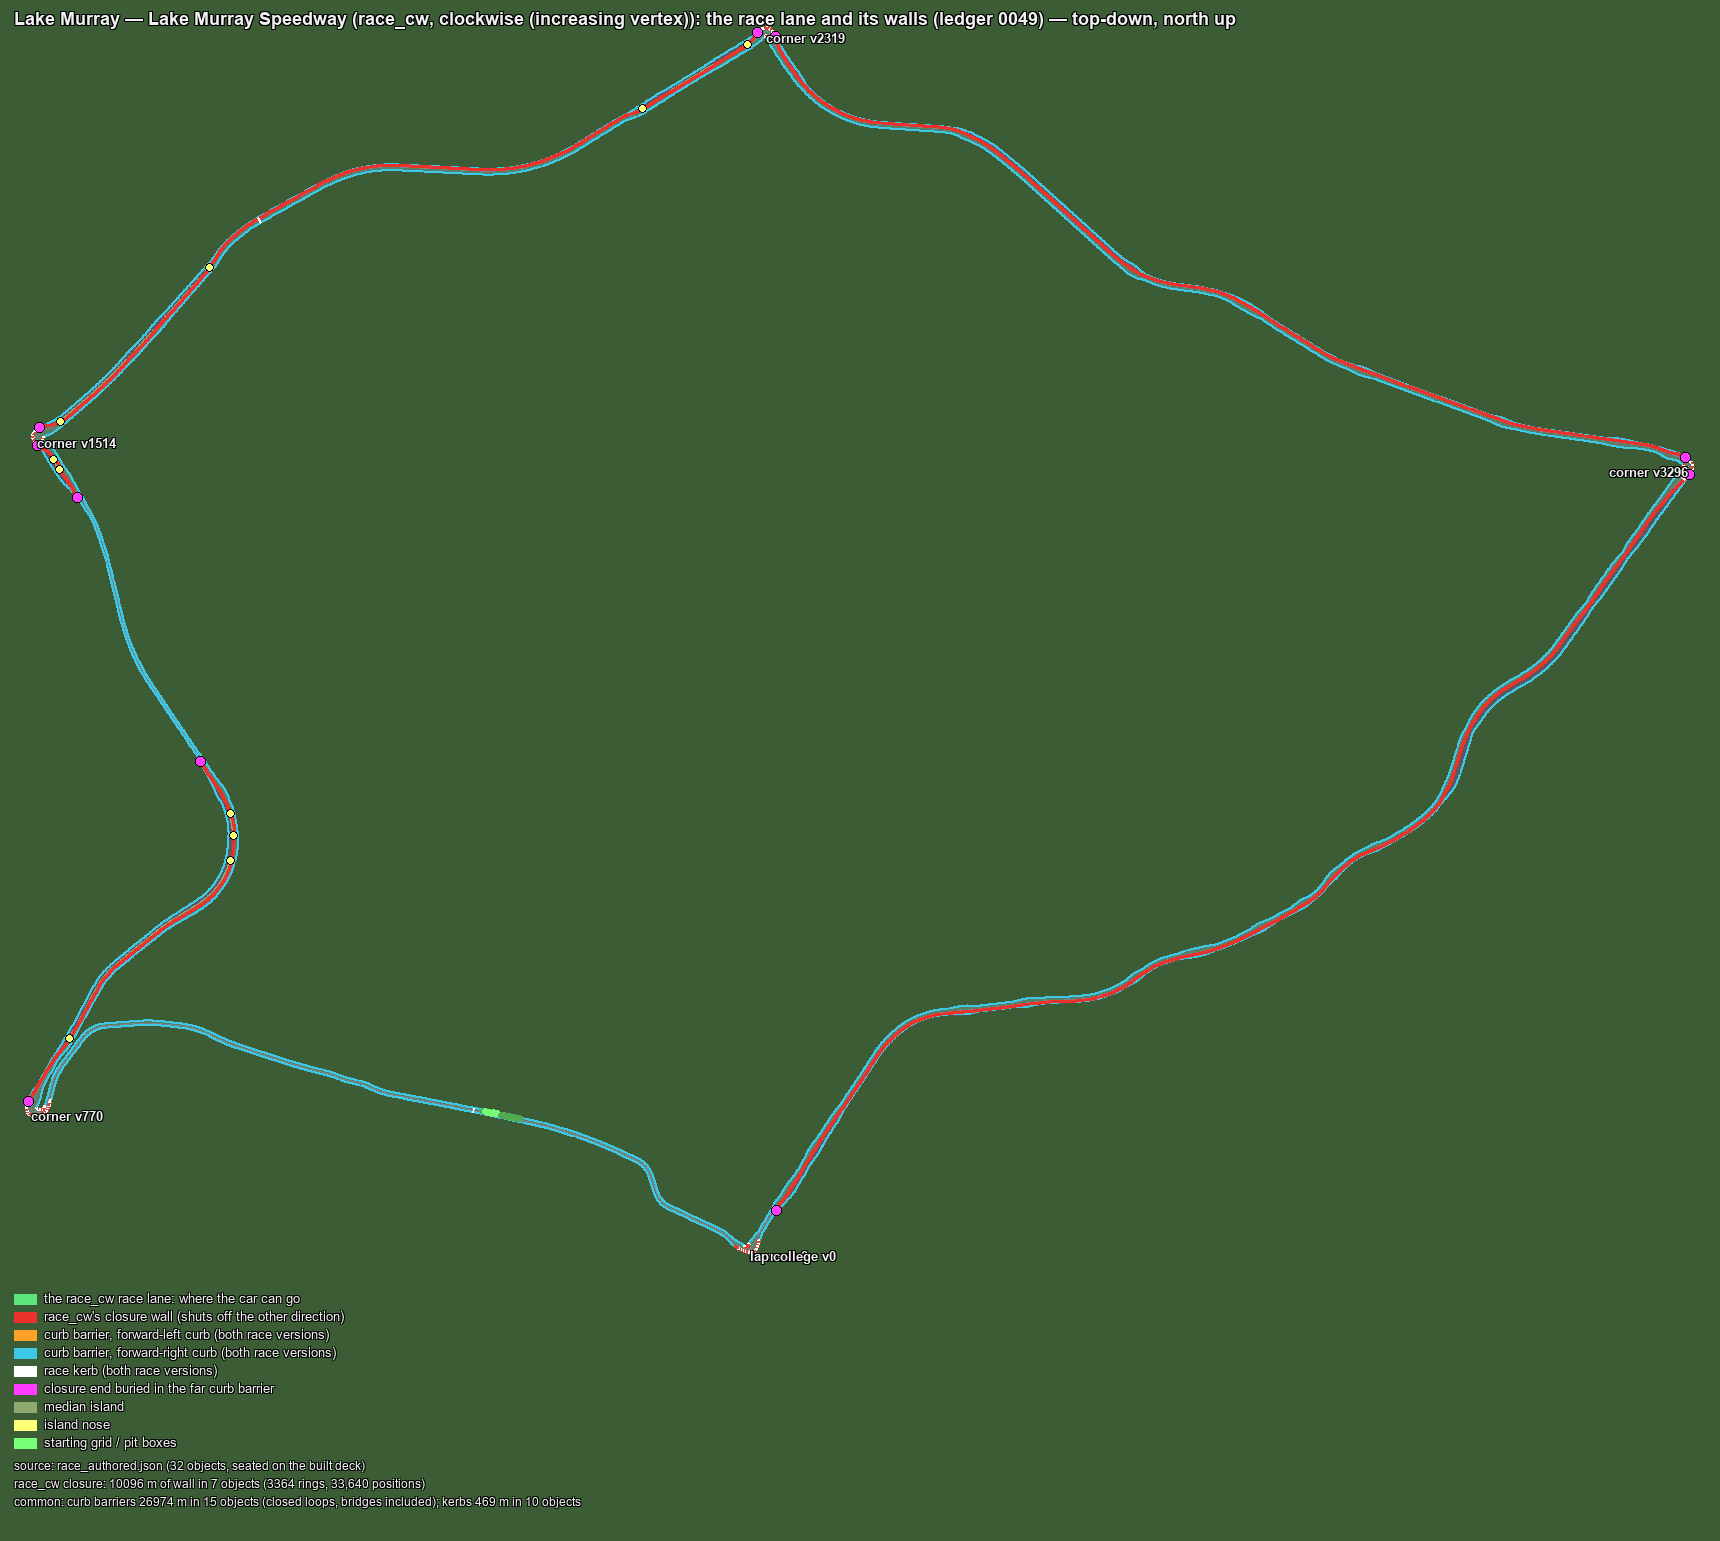 Lake Murray — Lake Murray Speedway (race_cw, clockwise (increasing vertex)): the race lane and its walls (ledger 0049) — top-down, north up
corner v2319
corner v1514
corner v3296
corner v770
college v0
the race_cw race lane: where the car can go
race_cw's closure wall (shuts off the other direction)
curb barrier, forward-left curb (both race versions)
curb barrier, forward-right curb (both race versions)
race kerb (both race versions)
closure end buried in the far curb barrier
median island
island nose
starting grid / pit boxes
source: race_authored.json (32 objects, seated on the built deck)
race_cw closure: 10096 m of wall in 7 objects (3364 rings, 33,640 positions)
common: curb barriers 26974 m in 15 objects (closed loops, bridges included); kerbs 469 m in 10 objects